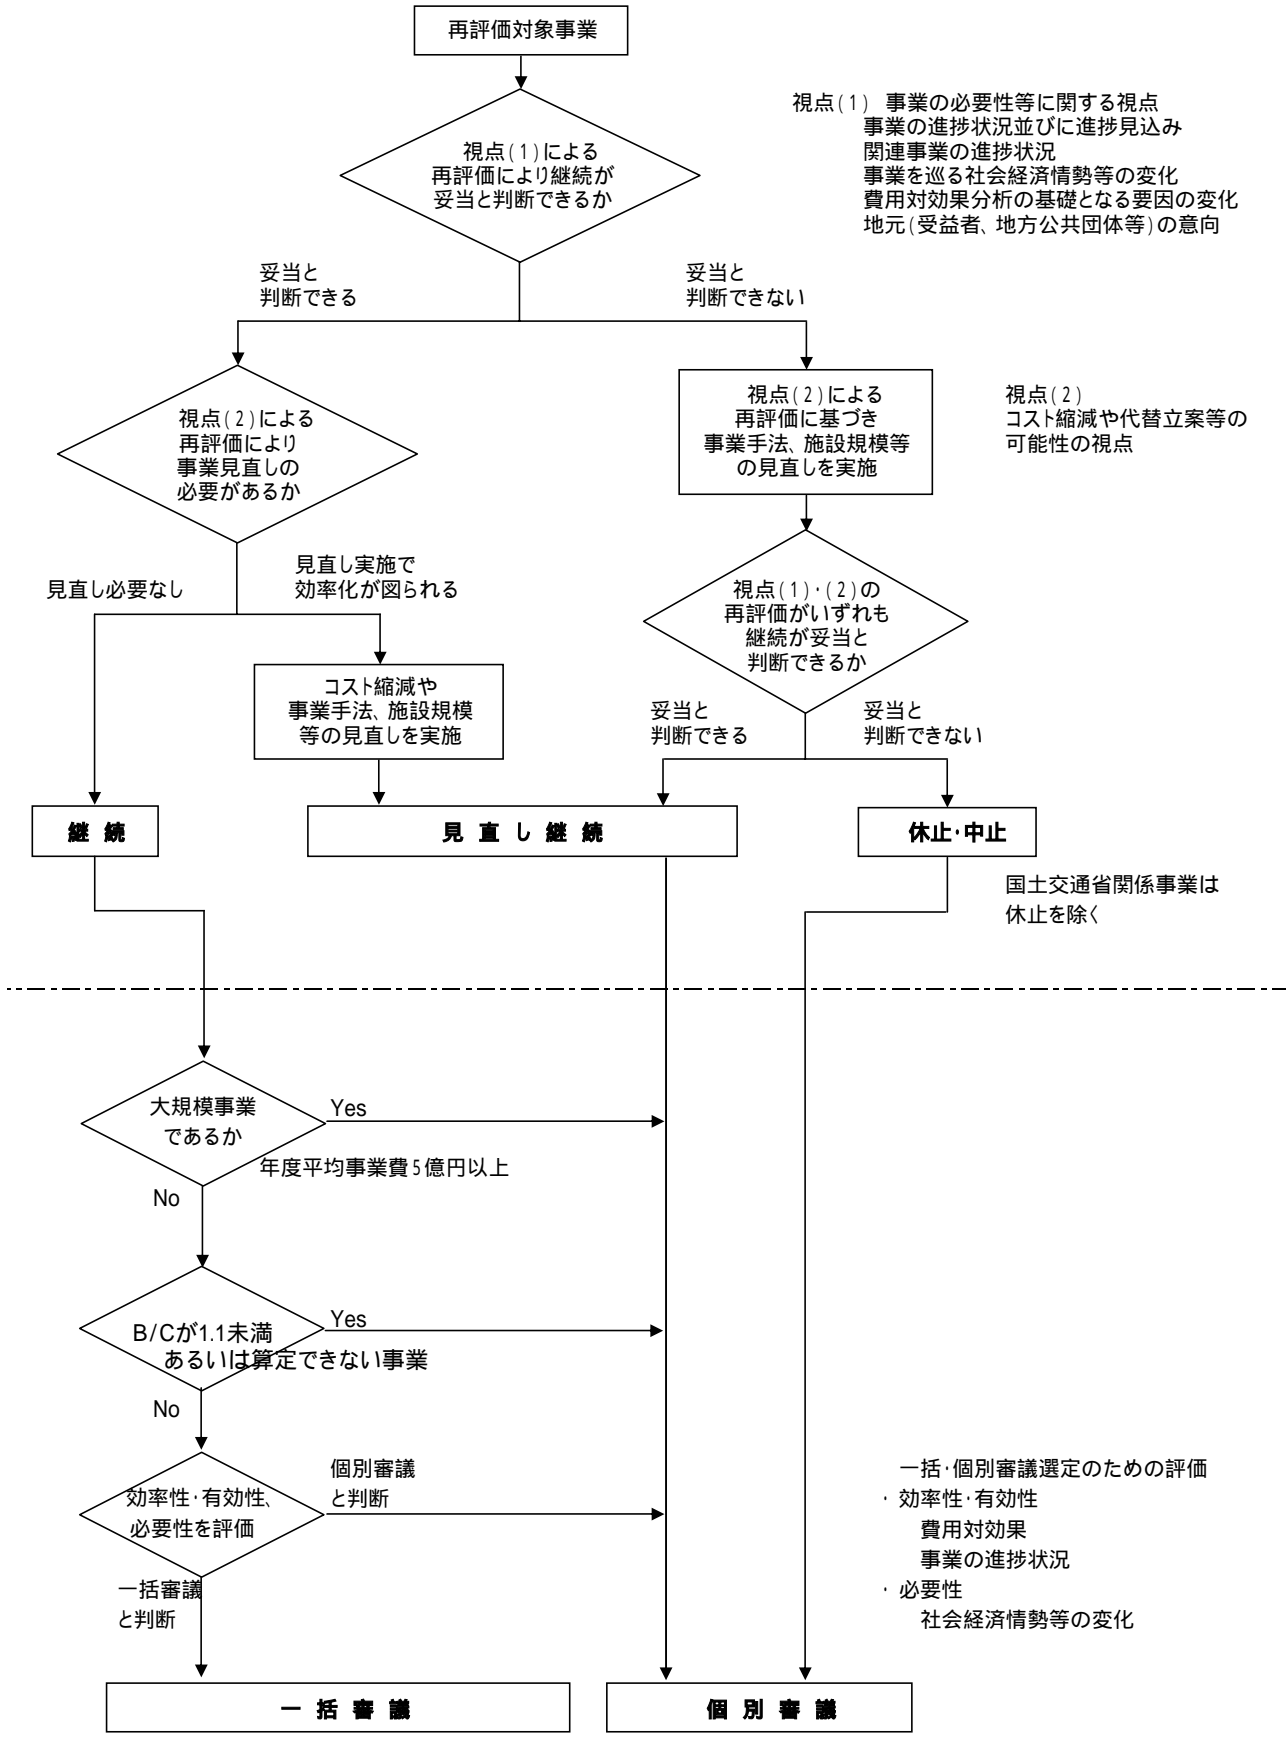 再評価対象事業
視点(1)による
再評価により継続が
妥当と判断できるか
視点(1) 事業の必要性等に関する視点
事業の進捗状況並びに進捗見込み
関連事業の進捗状況
事業を巡る社会経済情勢等の変化
費用対効果分析の基礎となる要因の変化
地元(受益者、地方公共団体等)の意向
妥当と
判断できる
妥当と
判断できない
視点(2)による
再評価により
事業見直しの
必要があるか
視点(2)による
再評価に基づき
事業手法、施設規模等
の見直しを実施
視点(2)
コスト縮減や代替立案等の
可能性の視点
見直し必要なし
見直し実施で
効率化が図られる
視点(1)・(2)の
再評価がいずれも
継続が妥当と
判断できるか
コスト縮減や
事業手法、施設規模
等の見直しを実施
妥当と
判断できる
妥当と
判断できない
継 続
見 直 し 継 続
休止・中止
国土交通省関係事業は
休止を除く
大規模事業
であるか
Yes
年度平均事業費5億円以上
No
B/Cが1.1未満
あるいは算定できない事業
Yes
No
効率性・有効性、
必要性を評価
個別審議
と判断
一括審議
と判断
一括・個別審議選定のための評価
・ 効率性・有効性
費用対効果
事業の進捗状況
・ 必要性
社会経済情勢等の変化
一 括 審 議
個 別 審 議